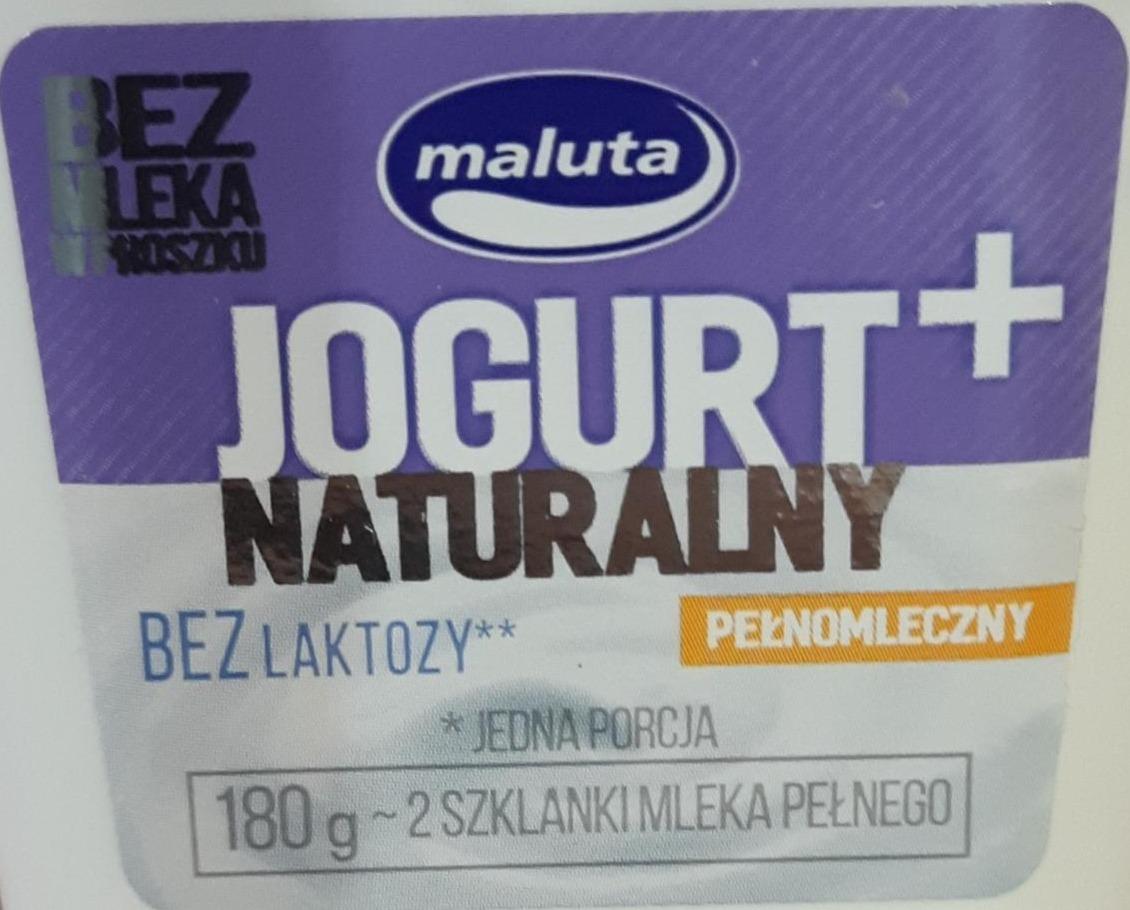 BEZ
MLEKA
W PROSZKU
maluta
JOGURT+
NATURALNY
BEZ LAKTOZY**
PEŁNOMLECZNY
* JEDNA PORCJA
180 g ~ 2 SZKLANKI MLEKA PEŁNEGO